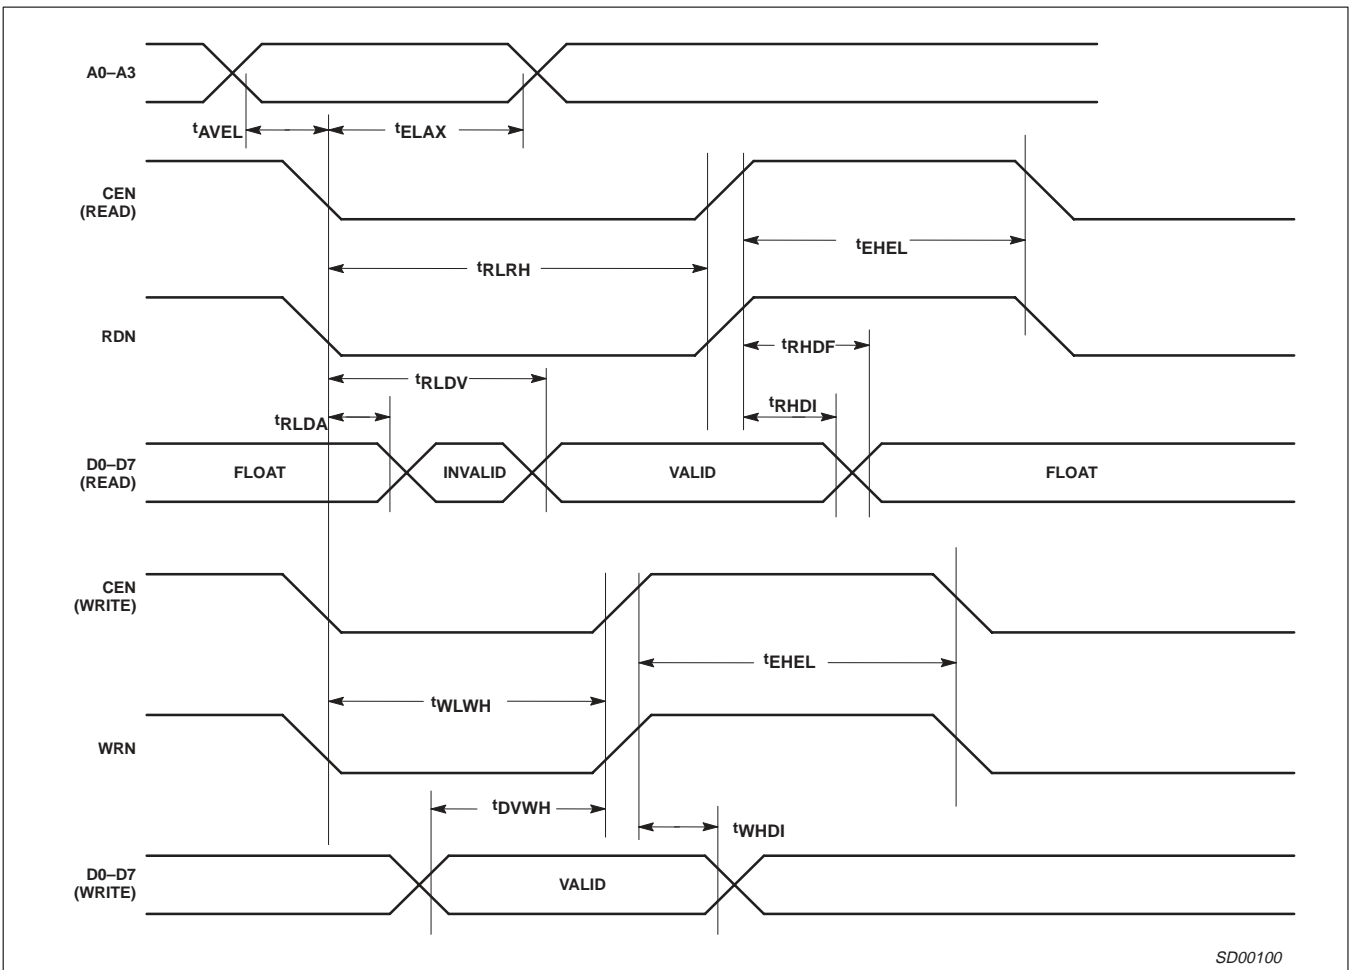 A0–A3
tAVEL
tELAX
CEN
(READ)
tEHEL
tRLRH
RDN
tRHDF
tRLDV
tRHDI
tRLDA
D0–D7
(READ)
FLOAT
INVALID
VALID
FLOAT
CEN
(WRITE)
tEHEL
tWLWH
WRN
tDVWH
tWHDI
D0–D7
(WRITE)
VALID
SD00100